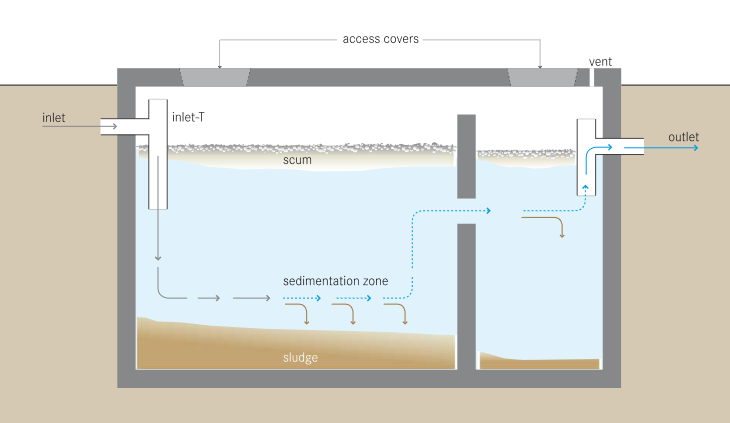 access covers
vent
inlet
inlet-T
outlet
scum
sedimentation zone
sludge